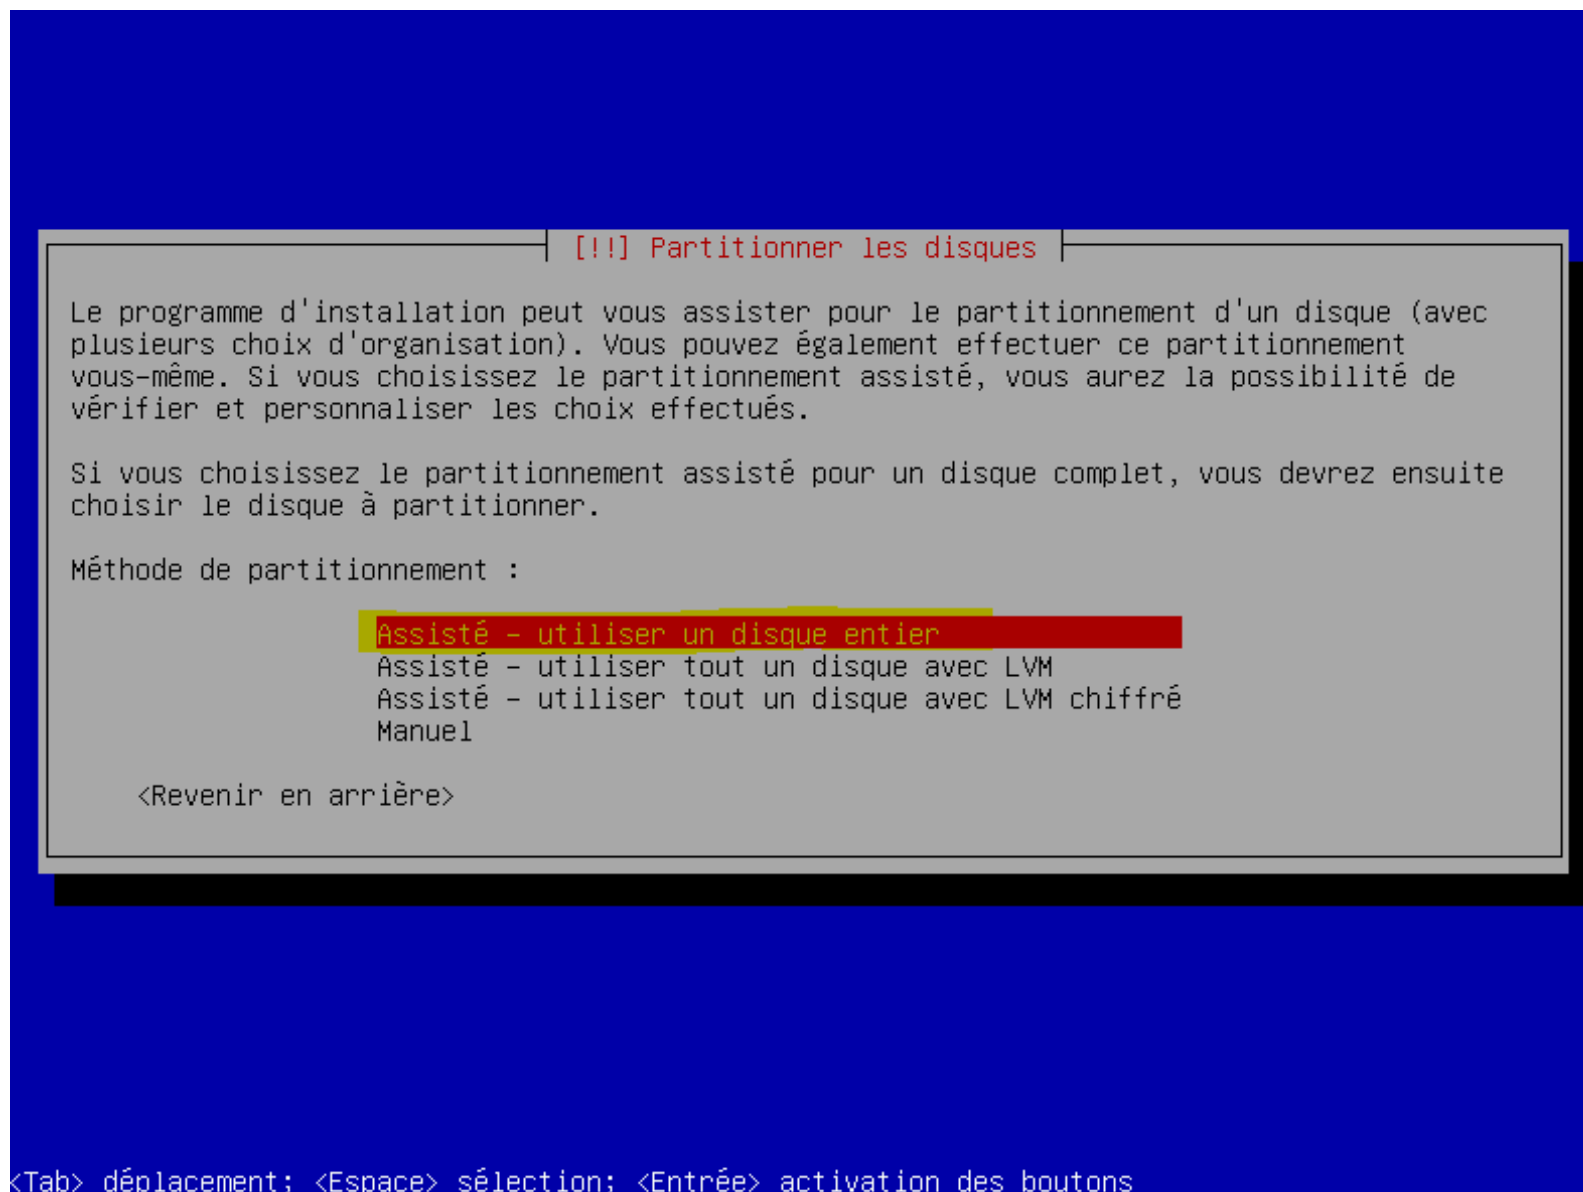 [!!] Partitionner les disques
Le programme d'installation peut vous assister pour le partitionnement d'un disque (avec
plusieurs choix d'organisation). Vous pouvez également effectuer ce partitionnement
vous-même. Si vous choisissez le partitionnement assisté, vous aurez la possibilité de
vérifier et personnaliser les choix effectués.
Si vous choisissez le partitionnement assisté pour un disque complet, vous devrez ensuite
choisir le disque à partitionner.
Méthode de partitionnement :
Assisté - utiliser un disque entier
Assisté - utiliser tout un disque avec LVM
Assisté - utiliser tout un disque avec LVM chiffré
Manuel
<Revenir en arrière>
<Tab> déplacement; <Espace> sélection; <Entrée> activation des boutons